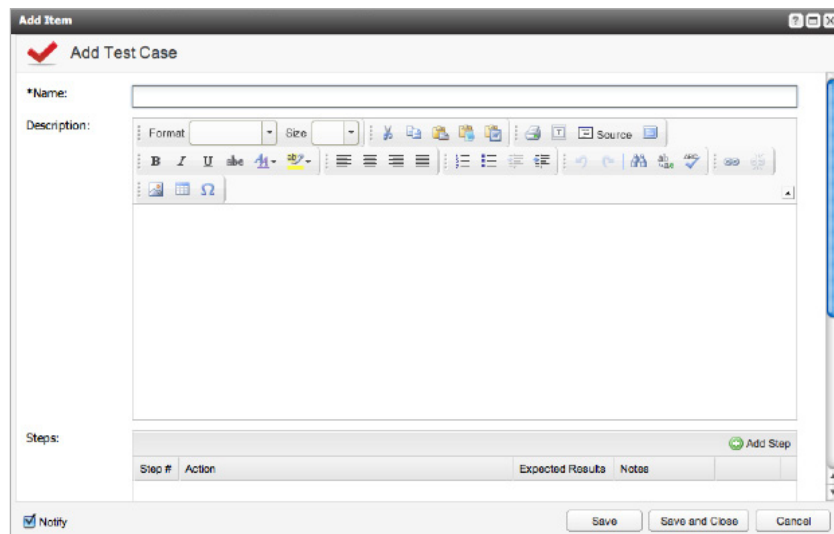 Add Item
Add Test Case
*Name:
Description:
Format Size Source
B I U abc
Steps:
Add Step
Step # Action Expected Results Notes
Notify Save Save and Close Cancel